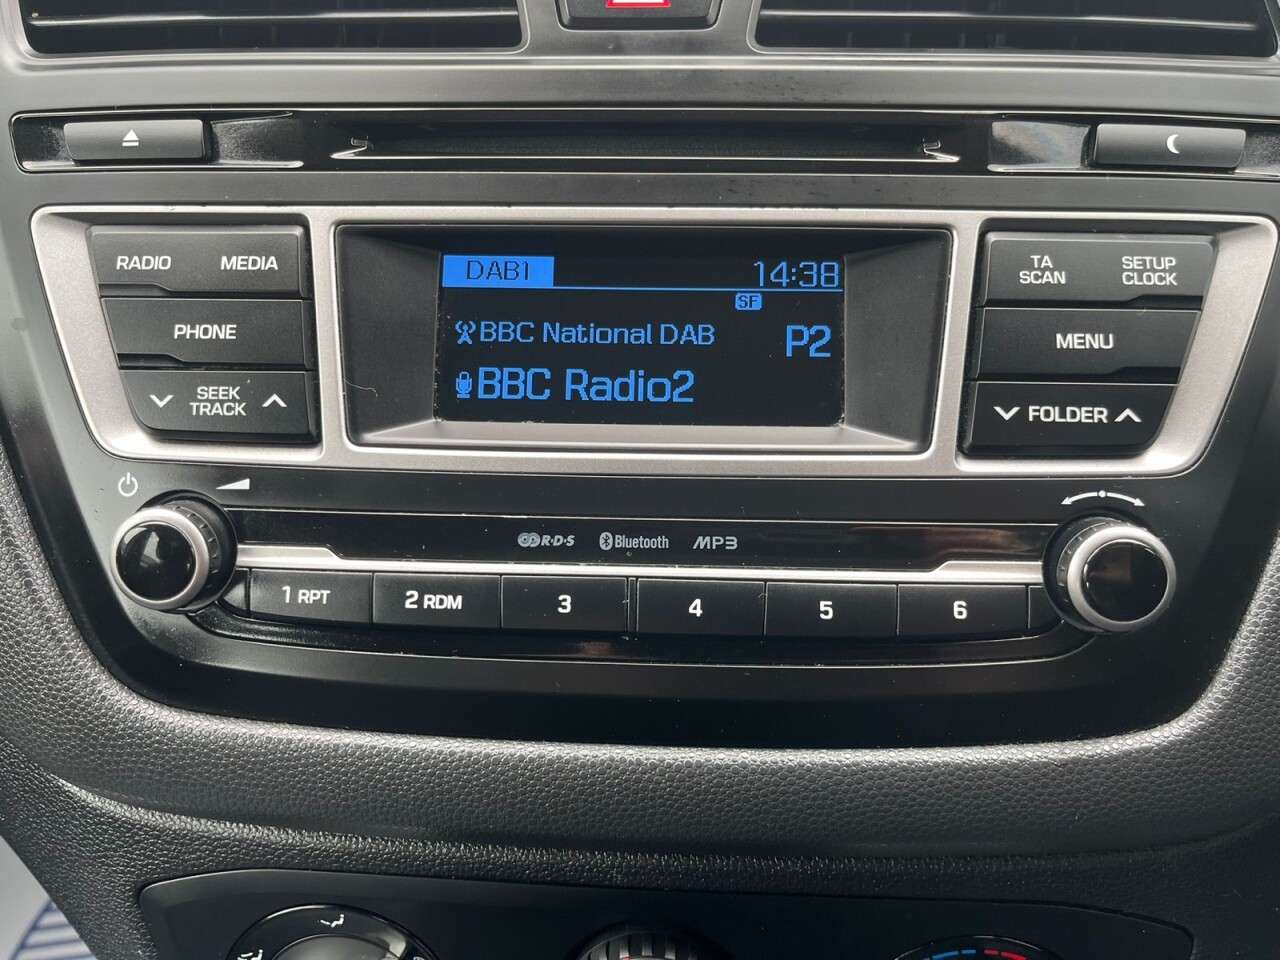 RADIO MEDIA
PHONE
SEEK
TRACK
DAB1 14:38
SF
BBC National DAB P2
BBC Radio2
TA
SCAN
SETUP
CLOCK
MENU
FOLDER
R·D·S Bluetooth MP3
1 RPT 2 RDM 3 4 5 6